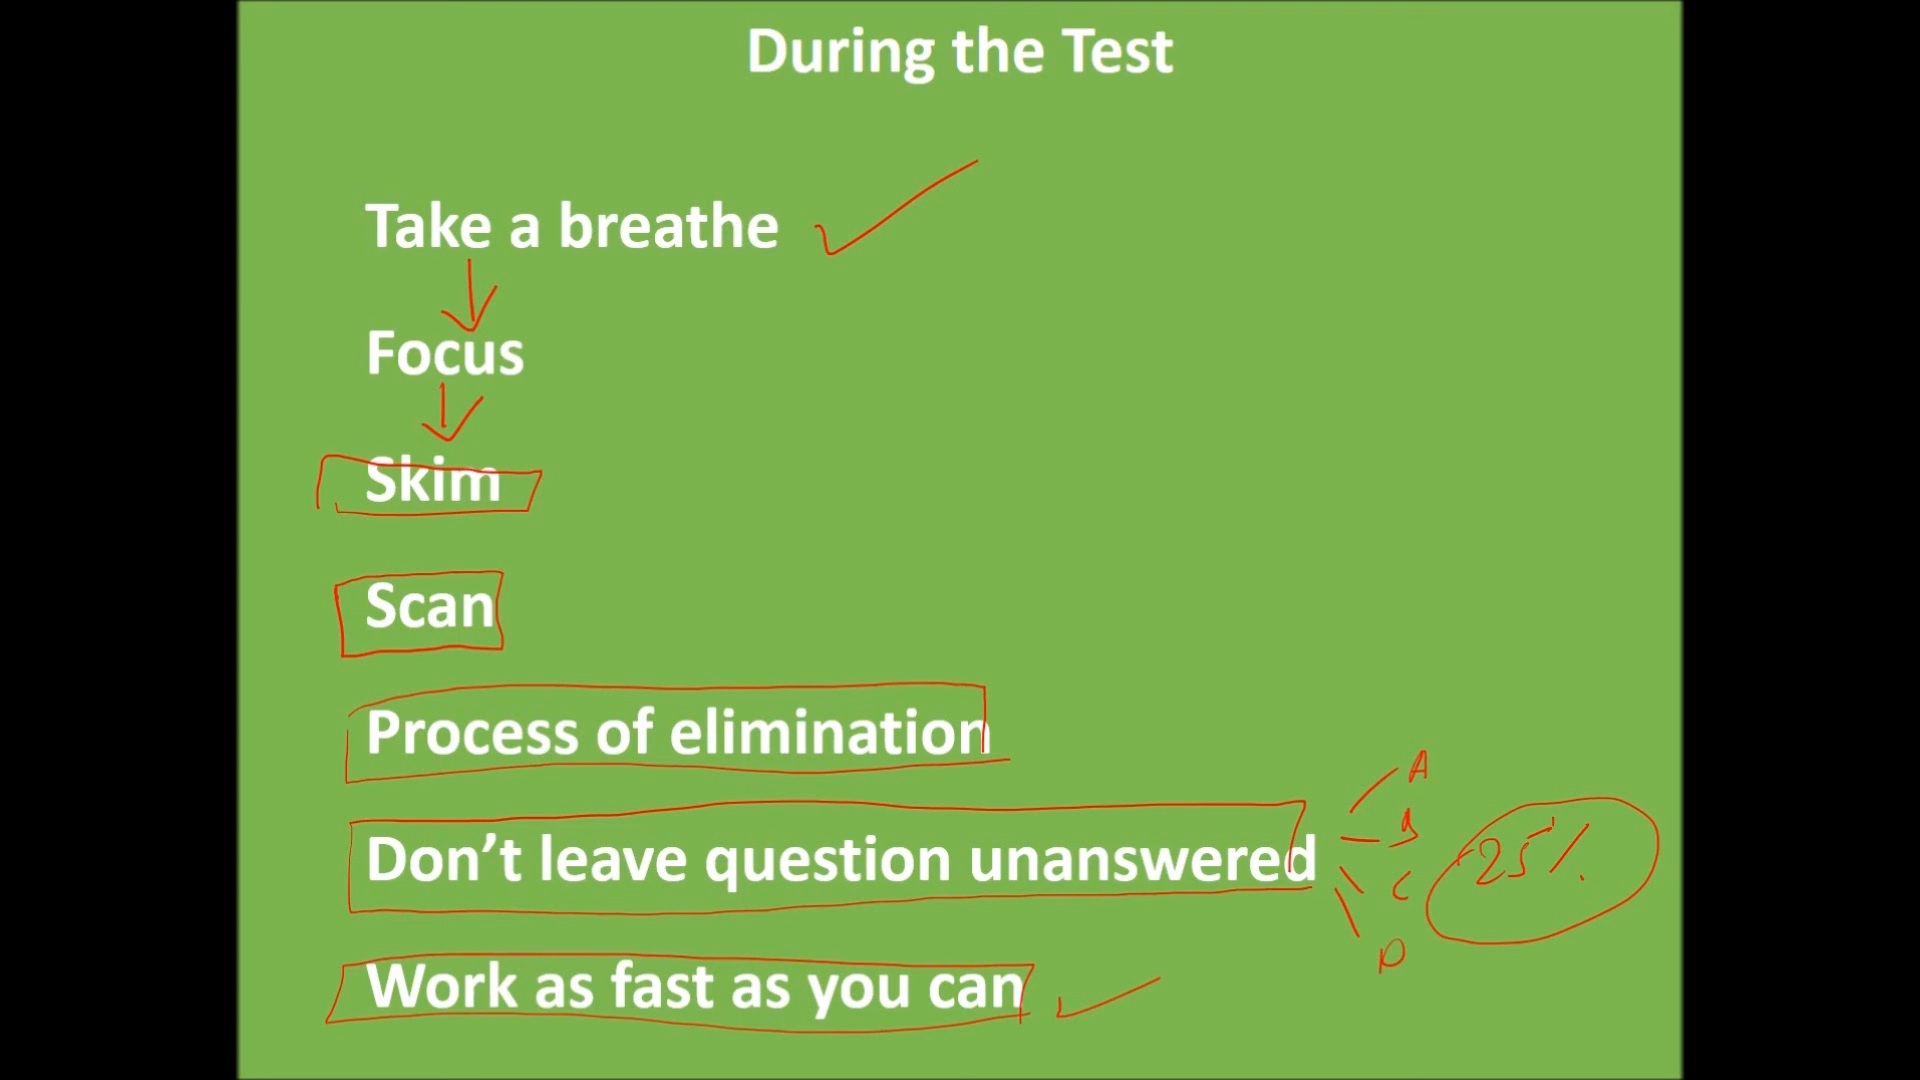 During the Test
Take a breathe
Focus
Skim
Scan
Process of elimination
Don’t leave question unanswered
A
B
C
D
25%
Work as fast as you can